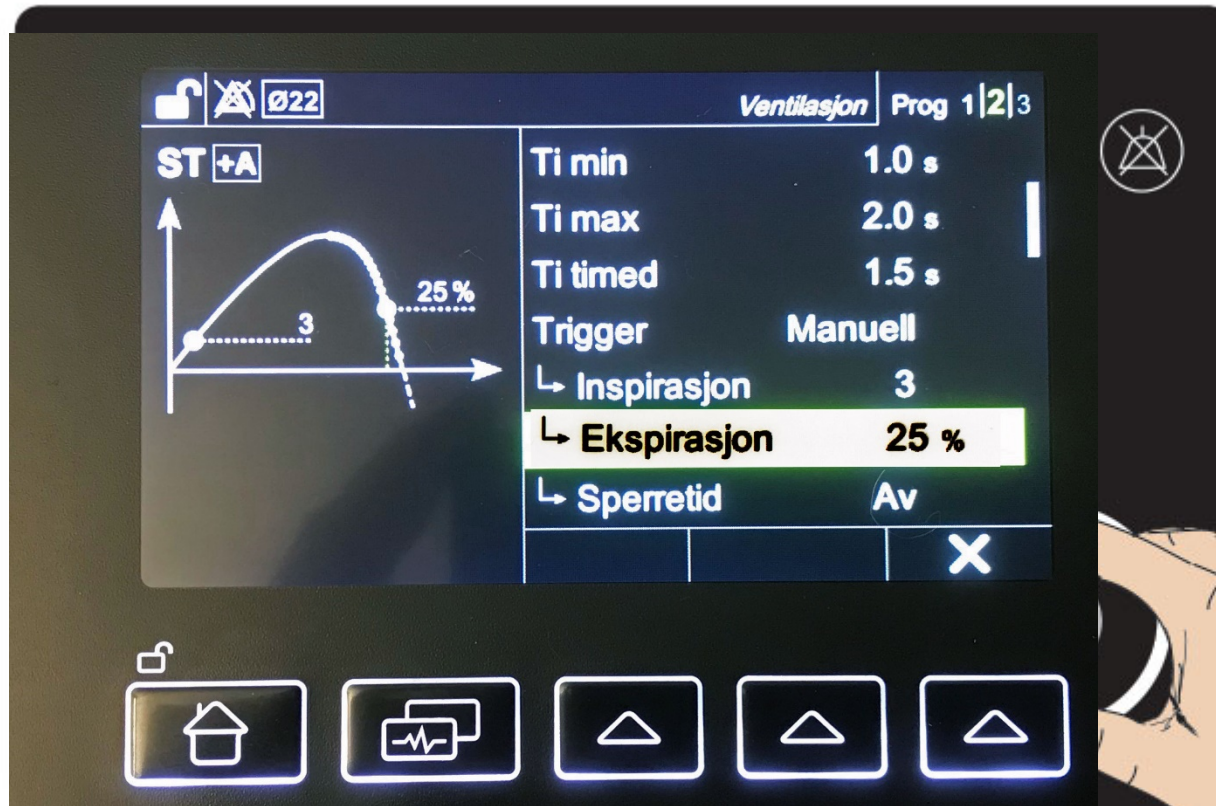 Ø22
Ventilasjon Prog 1|2|3
ST +A
25 %
3
Ti min 1.0 s
Ti max 2.0 s
Ti timed 1.5 s
Trigger Manuell
Inspirasjon 3
Ekspirasjon 25 %
Sperretid Av